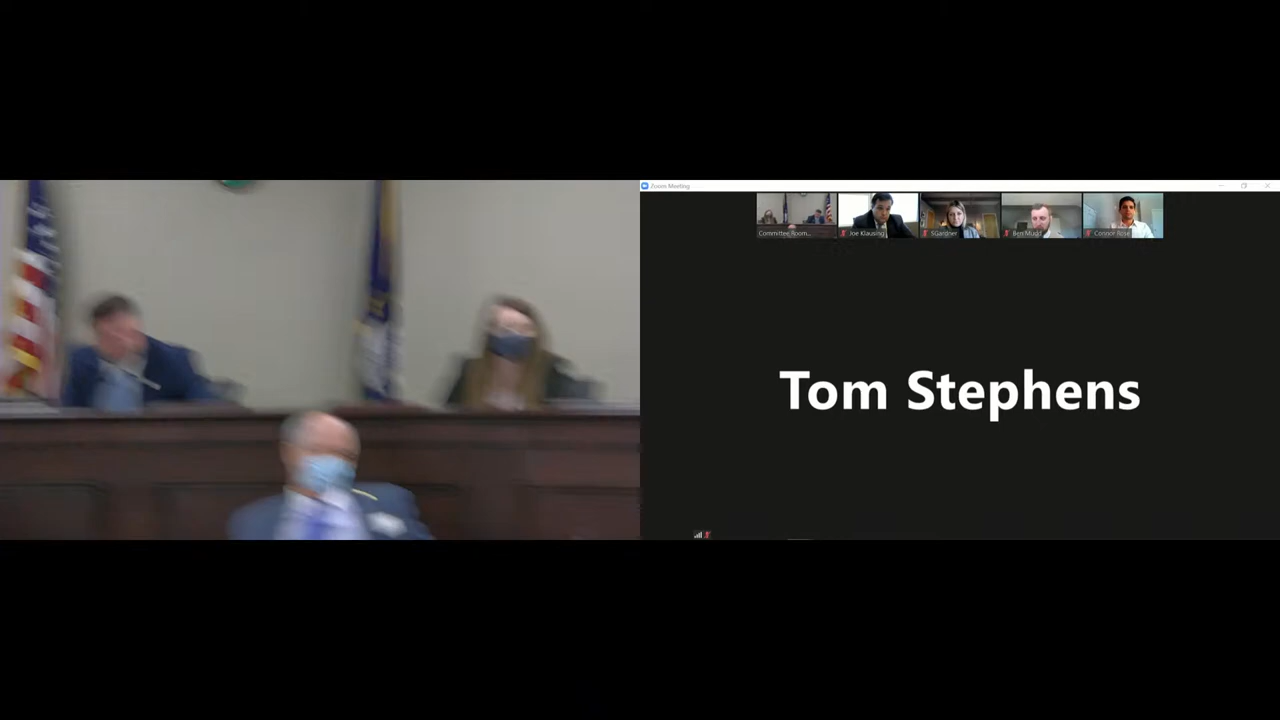 Zoom Meeting
Committee Room...
Joe Klausing
SGardner
Ben Mudd
Connor Rose
Tom Stephens